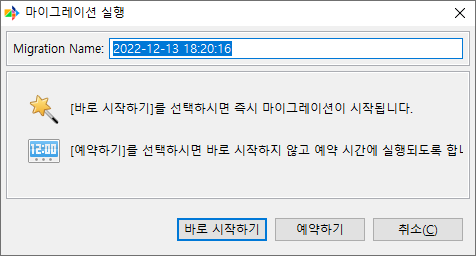 마이그레이션 실행
Migration Name: 2022-12-13 18:20:16
[바로 시작하기]를 선택하시면 즉시 마이그레이션이 시작됩니다.
12:00
[예약하기]를 선택하시면 바로 시작하지 않고 예약 시간에 실행되도록 합
바로 시작하기 예약하기 취소(C)